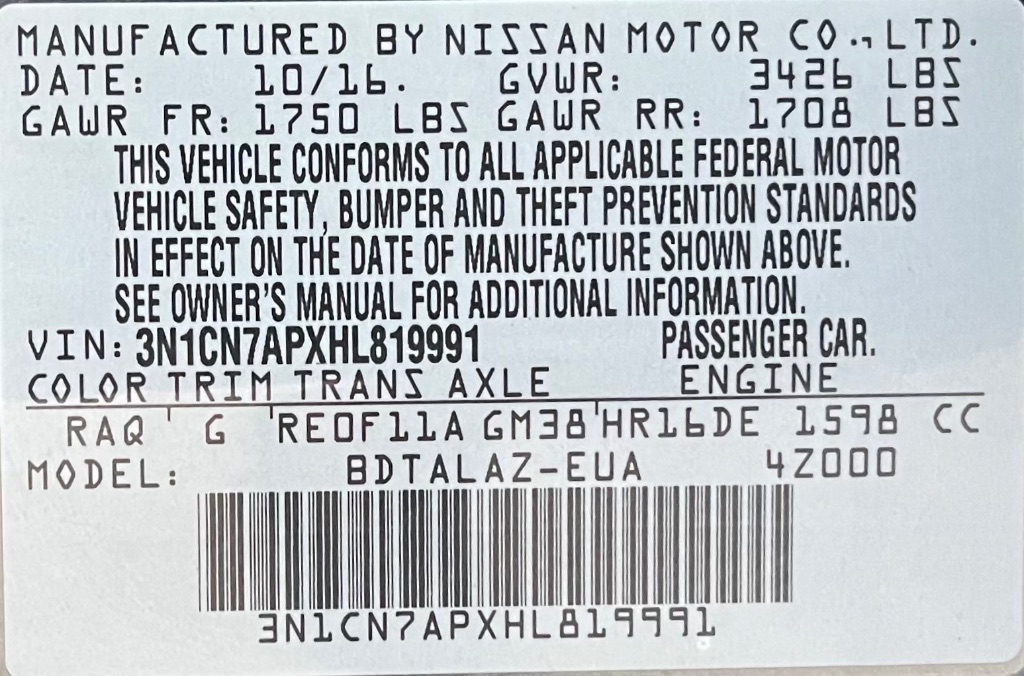 MANUFACTURED BY NISSAN MOTOR CO., LTD.
DATE: 10/16. GVWR: 3426 LBS
GAWR FR: 1750 LBS GAWR RR: 1708 LBS
THIS VEHICLE CONFORMS TO ALL APPLICABLE FEDERAL MOTOR
VEHICLE SAFETY, BUMPER AND THEFT PREVENTION STANDARDS
IN EFFECT ON THE DATE OF MANUFACTURE SHOWN ABOVE.
SEE OWNER'S MANUAL FOR ADDITIONAL INFORMATION.
VIN: 3N1CN7APXHL819991 PASSENGER CAR.
COLOR TRIM TRANS AXLE ENGINE
RAQ G RE0F11A GM38 HR16DE 1598 CC
MODEL: BDTALAZ-EUA 4Z000
3N1CN7APXHL819991